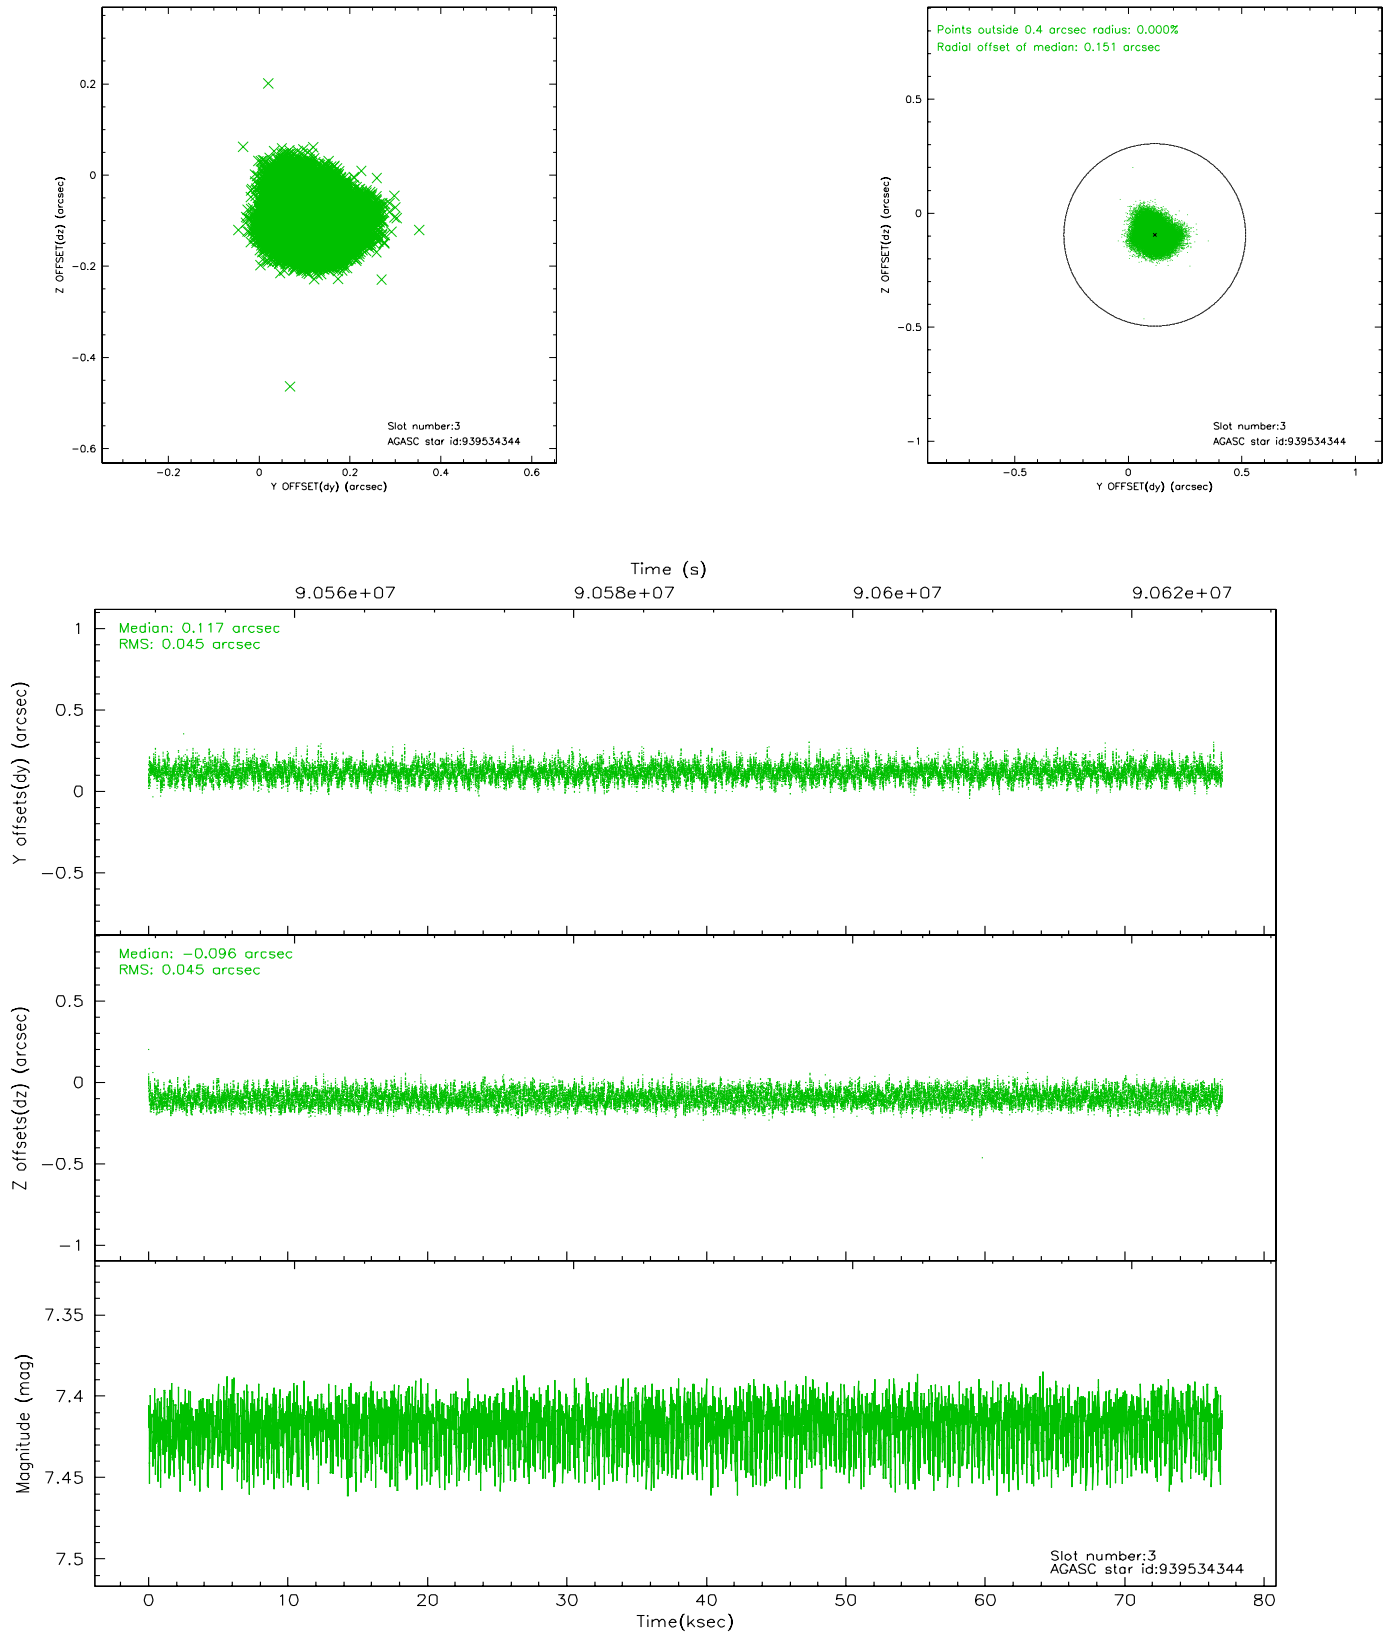 0.2
0
−0.2
−0.4
−0.6
Z OFFSET(dz) (arcsec)
−0.2
0
0.2
0.4
0.6
Y OFFSET(dy) (arcsec)
Slot number:3
AGASC star id:939534344
Points outside 0.4 arcsec radius: 0.000%
Radial offset of median: 0.151 arcsec
0.5
0
−0.5
−1
Z OFFSET(dz) (arcsec)
−0.5
0
0.5
1
Y OFFSET(dy) (arcsec)
Slot number:3
AGASC star id:939534344
Time (s)
9.056e+07
9.058e+07
9.06e+07
9.062e+07
Median: 0.117 arcsec
RMS: 0.045 arcsec
1
0.5
0
−0.5
Y offsets(dy) (arcsec)
Median: −0.096 arcsec
RMS: 0.045 arcsec
0.5
0
−0.5
−1
Z offsets(dz) (arcsec)
7.35
7.4
7.45
7.5
Magnitude (mag)
Slot number:3
AGASC star id:939534344
0
10
20
30
40
50
60
70
80
Time(ksec)